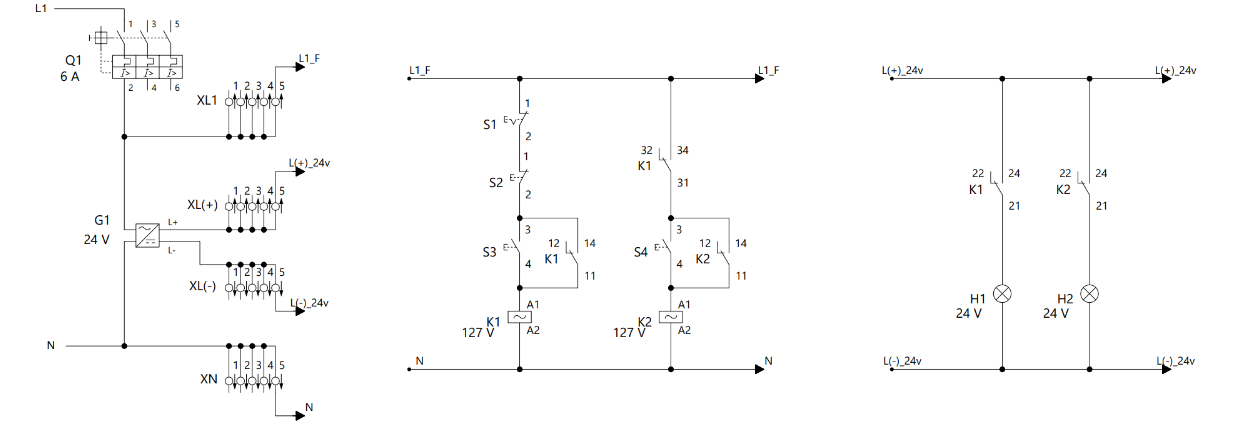 L1
1 3 5
Q1
6 A
I> I> I>
2 4 6
L1_F
1 2 3 4 5
XL1
L(+)_24v
1 2 3 4 5
XL(+)
G1
24 V
L+
L-
1 2 3 4 5
XL(-)
L(-)_24v
N
1 2 3 4 5
XN
N
L1_F
L1_F
1
S1
2
1
S2
2
3
S3
4
12 14
K1
11
A1
K1
127 V
A2
32 34
K1
31
3
S4
4
12 14
K2
11
A1
K2
127 V
A2
N
N
L(+)_24v
L(+)_24v
22 24
K1
21
22 24
K2
21
H1
24 V
H2
24 V
L(-)_24v
L(-)_24v